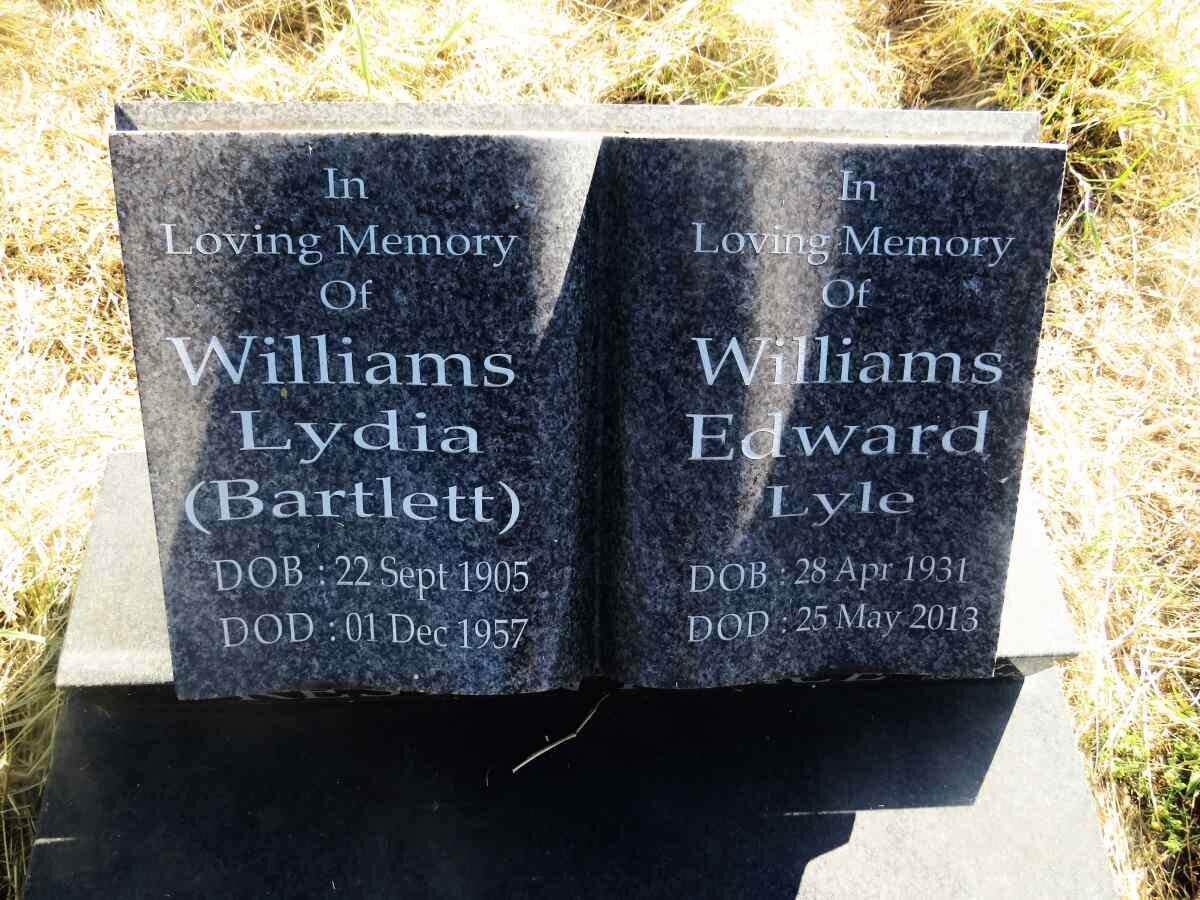 In
Loving Memory
Of
Williams
Lydia
(Bartlett)
DOB : 22 Sept 1905
DOD : 01 Dec 1957
In
Loving Memory
Of
Williams
Edward
Lyle
DOB : 28 Apr 1931
DOD : 25 May 2013